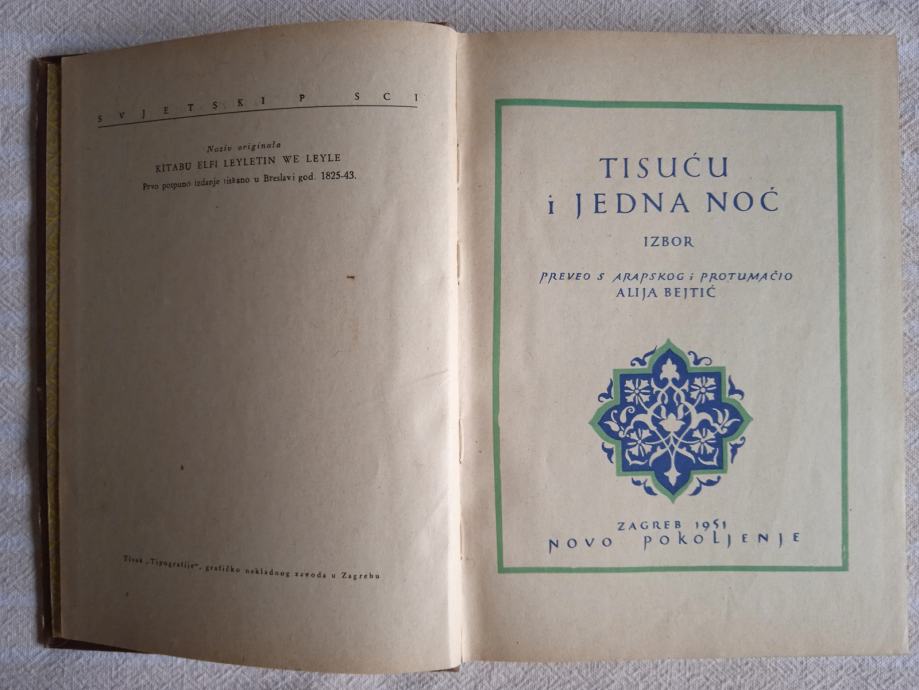 SVJETSKI P SCI
Naziv originala
KITABU ELFI LEYLETIN WE LEYLE
Prvo potpuno izdanje tiskano u Breslavi god. 1825-43.
Tisak „Tipografije", grafičko nakladnog zavoda u Zagrebu
TISUĆU
i JEDNA NOĆ
IZBOR
PREVEO S ARAPSKOG i PROTUMAČIO
ALIJA BEJTIĆ
ZAGREB 1951
NOVO POKOLJENJE